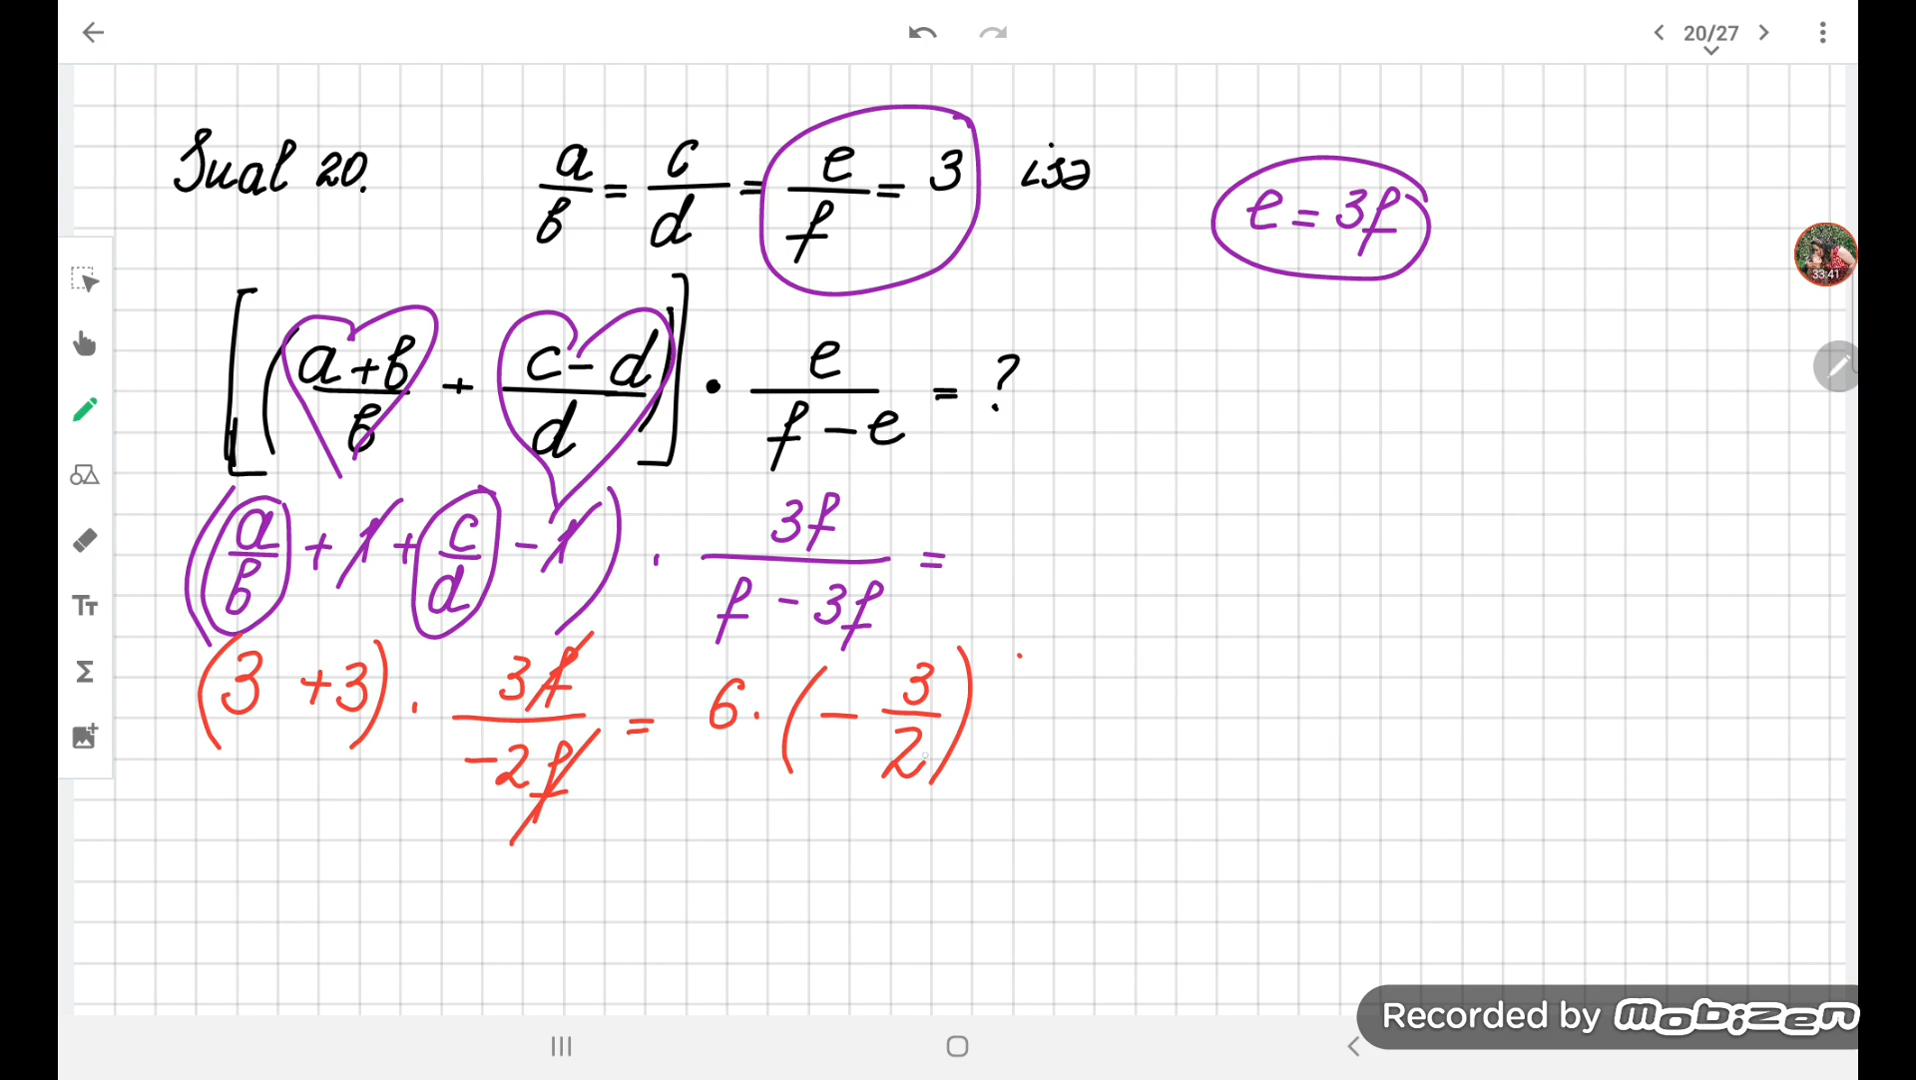 20/27
Sual 20. a/b = c/d = e/f = 3 isə
e = 3f
33:41
[((a+b)/b + (c-d)/d)] · e/(f-e) = ?
(a/b + 1 + c/d - 1) · 3f/(f-3f) =
(3 + 3) · 3f/(-2f) = 6 · (- 3/2)
Tт
Σ
Recorded by mobizen